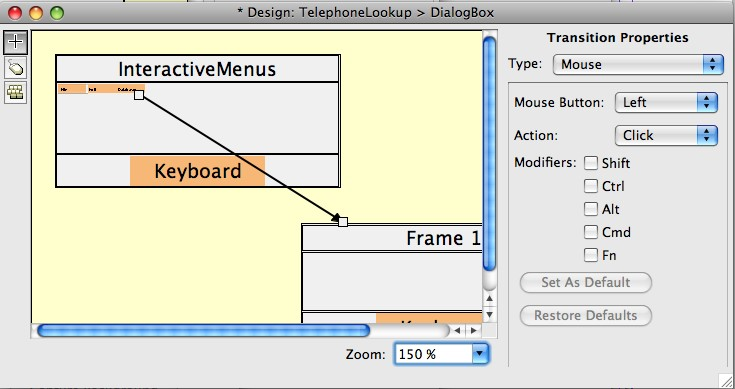 * Design: TelephoneLookup > DialogBox
InteractiveMenus
Keyboard
Frame 1
Transition Properties
Type: Mouse
Mouse Button: Left
Action: Click
Modifiers: Shift
Ctrl
Alt
Cmd
Fn
Set As Default
Restore Defaults
Zoom: 150 %